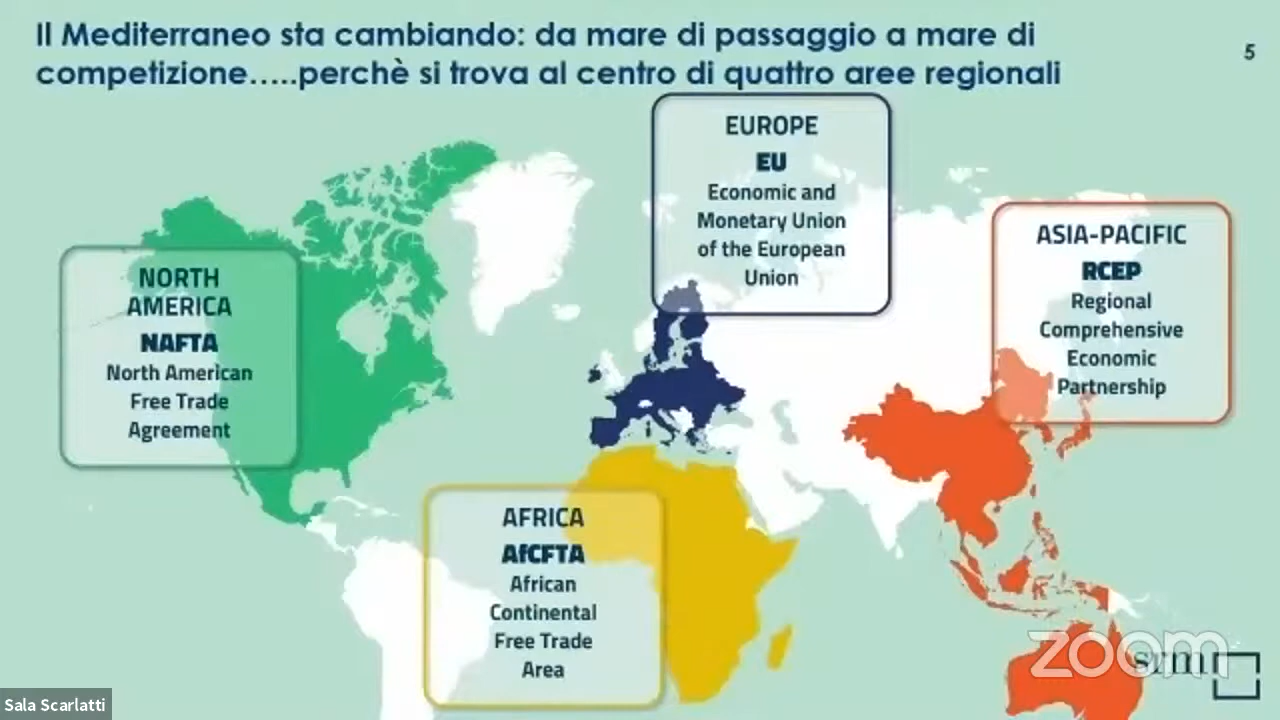 Il Mediterraneo sta cambiando: da mare di passaggio a mare di
competizione…..perchè si trova al centro di quattro aree regionali
5
EUROPE
EU
Economic and
Monetary Union
of the European
Union
ASIA-PACIFIC
RCEP
Regional
Comprehensive
Economic
Partnership
NORTH
AMERICA
NAFTA
North American
Free Trade
Agreement
AFRICA
AfCFTA
African
Continental
Free Trade
Area
zoom
srm
Sala Scarlatti